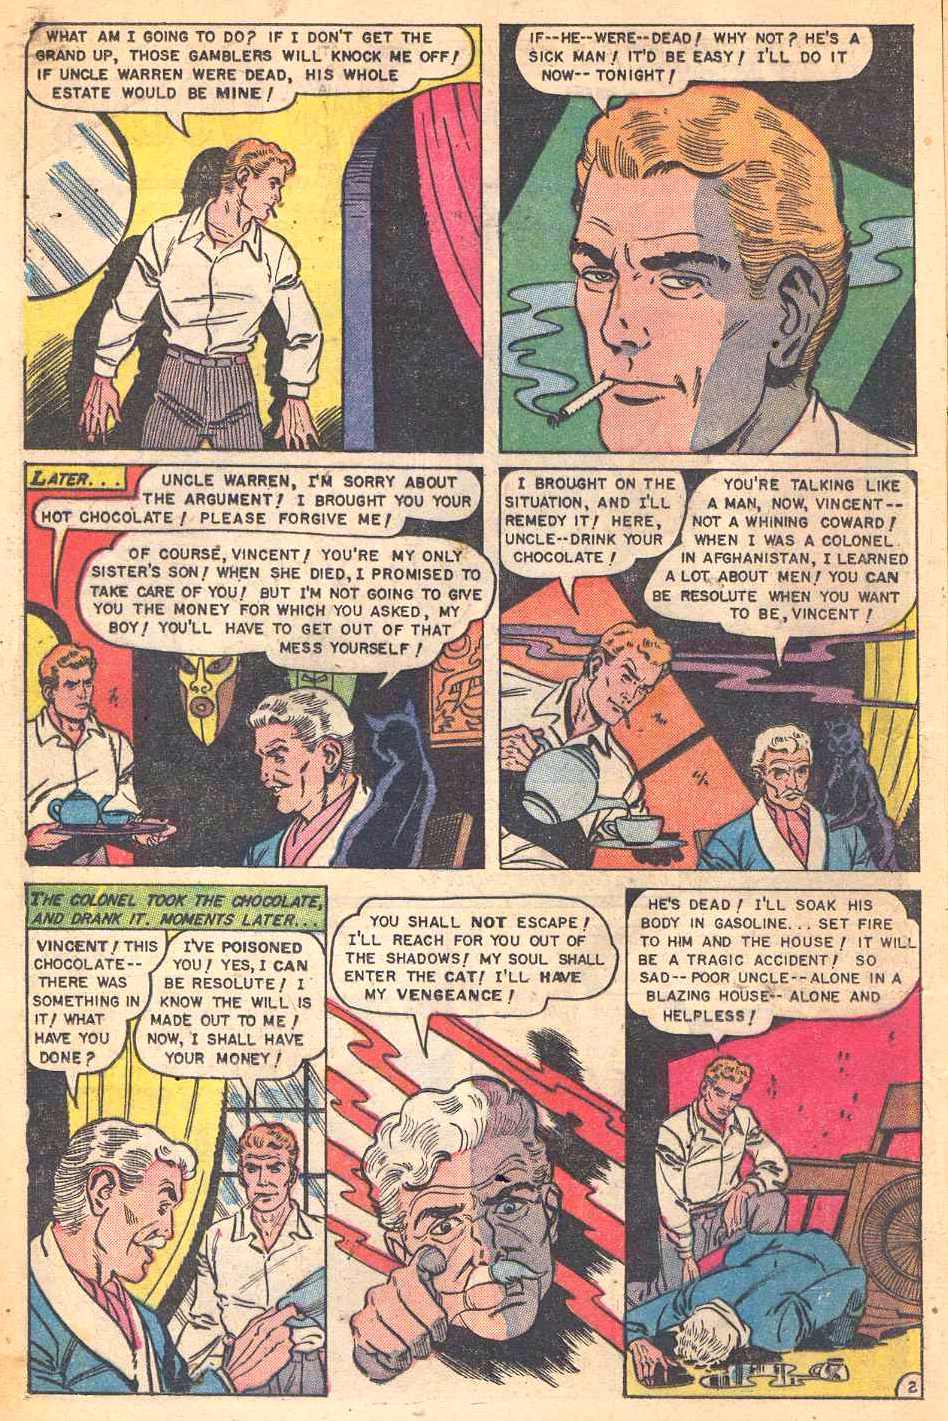 WHAT AM I GOING TO DO? IF I DON'T GET THE
GRAND UP, THOSE GAMBLERS WILL KNOCK ME OFF!
IF UNCLE WARREN WERE DEAD, HIS WHOLE
ESTATE WOULD BE MINE!
IF--HE--WERE--DEAD! WHY NOT? HE'S A
SICK MAN! IT'D BE EASY! I'LL DO IT
NOW--TONIGHT!
LATER...
UNCLE WARREN, I'M SORRY ABOUT
THE ARGUMENT! I BROUGHT YOU YOUR
HOT CHOCOLATE! PLEASE FORGIVE ME!
OF COURSE, VINCENT! YOU'RE MY ONLY
SISTER'S SON! WHEN SHE DIED, I PROMISED TO
TAKE CARE OF YOU! BUT I'M NOT GOING TO GIVE
YOU THE MONEY FOR WHICH YOU ASKED, MY
BOY! YOU'LL HAVE TO GET OUT OF THAT
MESS YOURSELF!
I BROUGHT ON THE
SITUATION, AND I'LL
REMEDY IT! HERE,
UNCLE--DRINK YOUR
CHOCOLATE!
YOU'RE TALKING LIKE
A MAN, NOW, VINCENT--
NOT A WHINING COWARD!
WHEN I WAS A COLONEL
IN AFGHANISTAN, I LEARNED
A LOT ABOUT MEN! YOU CAN
BE RESOLUTE WHEN YOU WANT
TO BE, VINCENT!
THE COLONEL TOOK THE CHOCOLATE,
AND DRANK IT. MOMENTS LATER...
VINCENT! THIS
CHOCOLATE--
THERE WAS
SOMETHING IN
IT! WHAT
HAVE YOU
DONE?
I'VE POISONED
YOU! YES, I CAN
BE RESOLUTE! I
KNOW THE WILL IS
MADE OUT TO ME!
NOW, I SHALL HAVE
YOUR MONEY!
YOU SHALL NOT ESCAPE!
I'LL REACH FOR YOU OUT OF
THE SHADOWS! MY SOUL SHALL
ENTER THE CAT! I'LL HAVE
MY VENGEANCE!
HE'S DEAD! I'LL SOAK HIS
BODY IN GASOLINE... SET FIRE
TO HIM AND THE HOUSE! IT WILL
BE A TRAGIC ACCIDENT! SO
SAD--POOR UNCLE--ALONE IN A
BLAZING HOUSE--ALONE AND
HELPLESS!
2